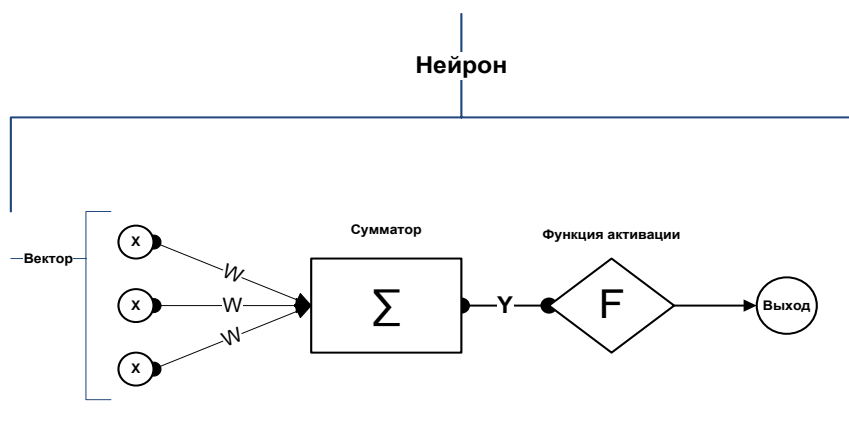 Нейрон
Сумматор
Функция активации
Вектор
X
W
X
W
Σ
Y
F
Выход
X
W